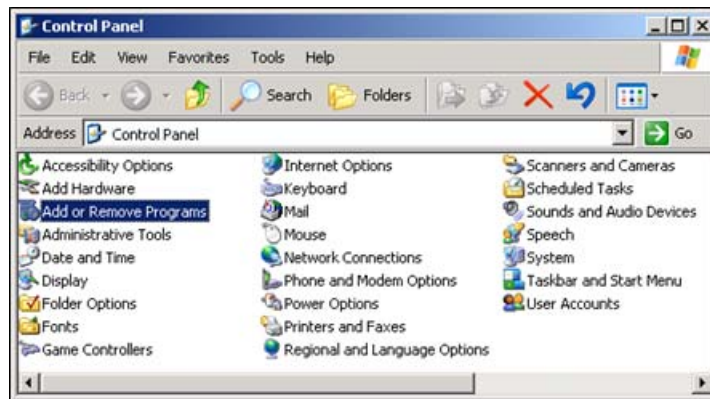 Control Panel
File Edit View Favorites Tools Help
Back Search Folders
Address Control Panel Go
Accessibility Options
Add Hardware
Add or Remove Programs
Administrative Tools
Date and Time
Display
Folder Options
Fonts
Game Controllers
Internet Options
Keyboard
Mail
Mouse
Network Connections
Phone and Modem Options
Power Options
Printers and Faxes
Regional and Language Options
Scanners and Cameras
Scheduled Tasks
Sounds and Audio Devices
Speech
System
Taskbar and Start Menu
User Accounts